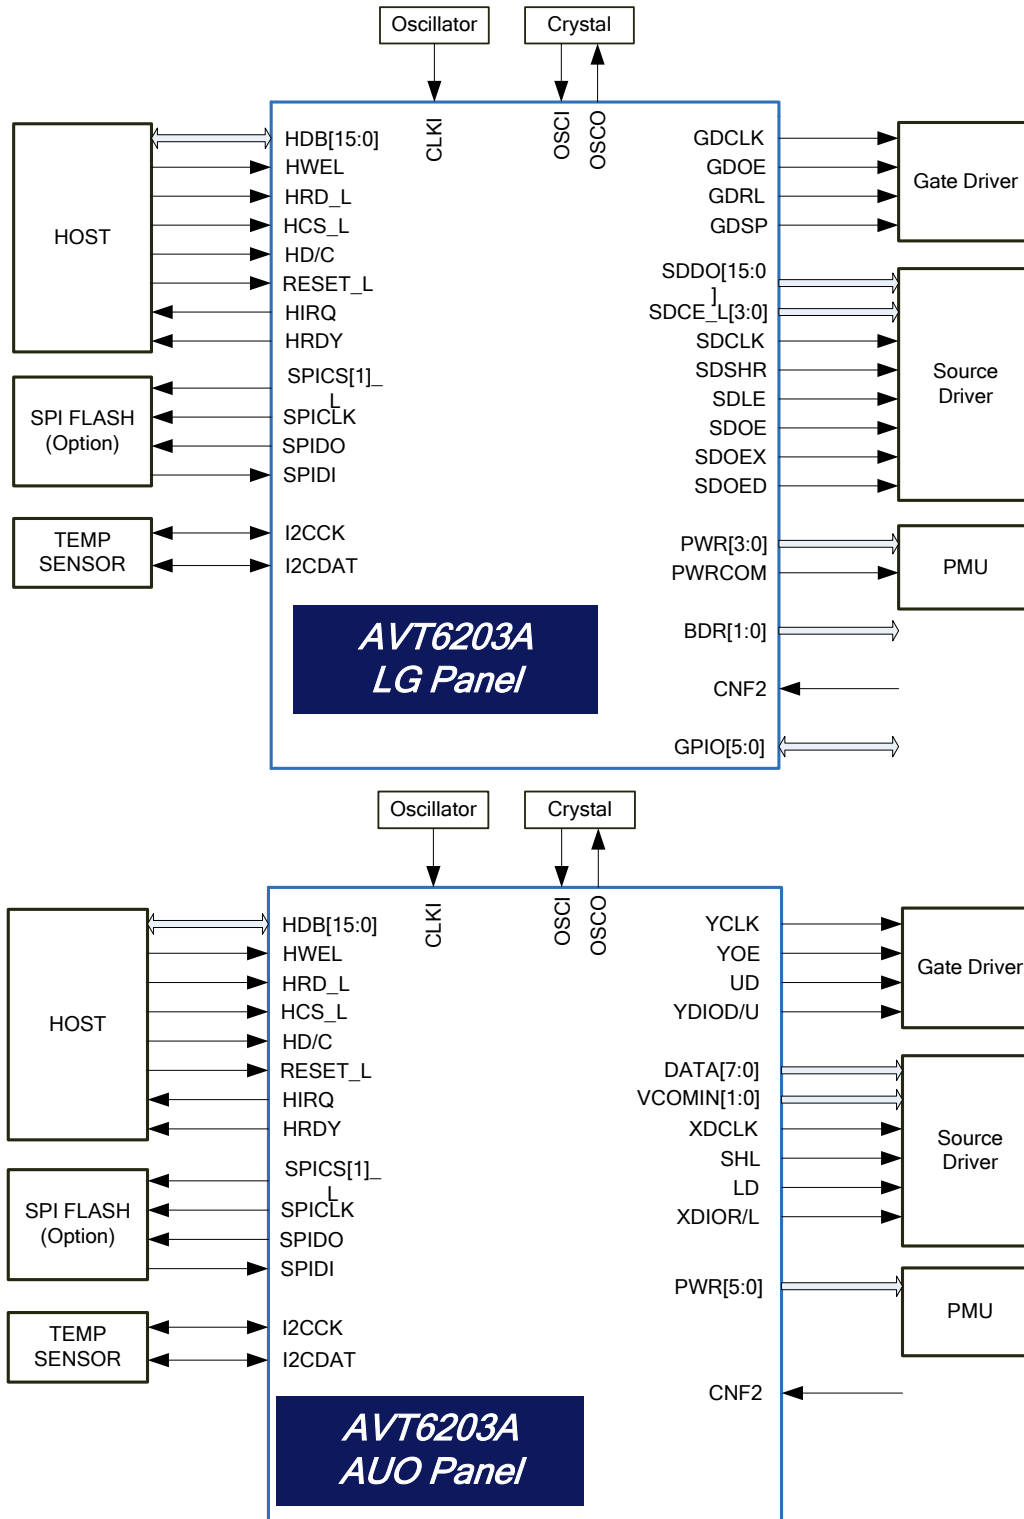 Oscillator
Crystal
CLKI
OSCI
OSCO
HOST
HDB[15:0]
HWEL
HRD_L
HCS_L
HD/C
RESET_L
HIRQ
HRDY
SPI FLASH
(Option)
SPICS[1]_
L
SPICLK
SPIDO
SPIDI
TEMP
SENSOR
I2CCK
I2CDAT
GDCLK
GDOE
GDRL
GDSP
Gate Driver
SDDO[15:0
]
SDCE_L[3:0]
SDCLK
SDSHR
SDLE
SDOE
SDOEX
SDOED
Source
Driver
PWR[3:0]
PWRCOM
PMU
BDR[1:0]
CNF2
GPIO[5:0]
AVT6203A
LG Panel
Oscillator
Crystal
CLKI
OSCI
OSCO
HOST
HDB[15:0]
HWEL
HRD_L
HCS_L
HD/C
RESET_L
HIRQ
HRDY
SPI FLASH
(Option)
SPICS[1]_
L
SPICLK
SPIDO
SPIDI
TEMP
SENSOR
I2CCK
I2CDAT
YCLK
YOE
UD
YDIOD/U
Gate Driver
DATA[7:0]
VCOMIN[1:0]
XDCLK
SHL
LD
XDIOR/L
Source
Driver
PWR[5:0]
PMU
CNF2
AVT6203A
AUO Panel